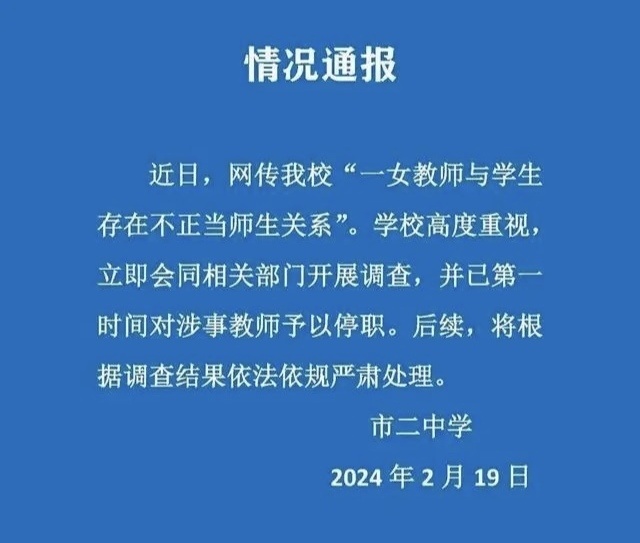 情况通报
近日，网传我校“一女教师与学生
存在不正当师生关系”。学校高度重视，
立即会同相关部门开展调查，并已第一
时间对涉事教师予以停职。后续，将根
据调查结果依法依规严肃处理。
市二中学
2024 年 2 月 19 日